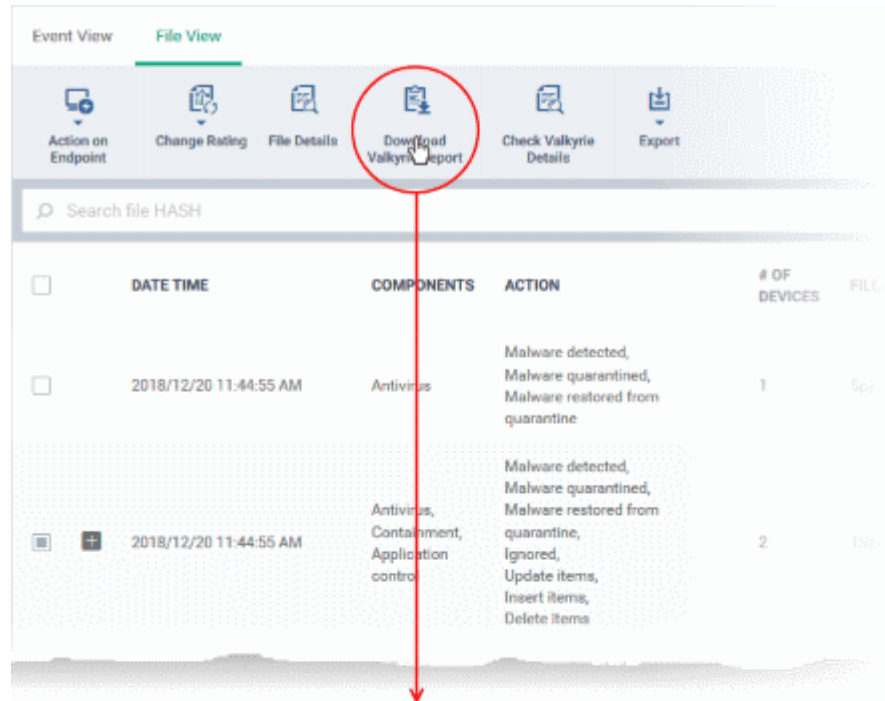 Event View File View
Action on Endpoint
Change Rating
File Details
Download
Valkyrie Report
Check Valkyrie
Details
Export
Search file HASH
DATE TIME COMPONENTS ACTION # OF DEVICES
2018/12/20 11:44:55 AM
Antivirus
Malware detected,
Malware quarantined,
Malware restored from
quarantine
1
2018/12/20 11:44:55 AM
Antivirus,
Containment,
Application
control
Malware detected,
Malware quarantined,
Malware restored from
quarantine,
Ignored,
Update items,
Insert items,
Delete items
2